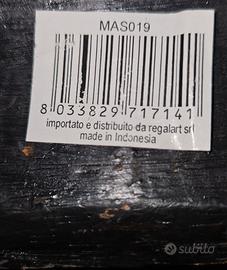 MAS019
8 033829 717141
importato e distribuito da regalart srl
made in Indonesia
subito